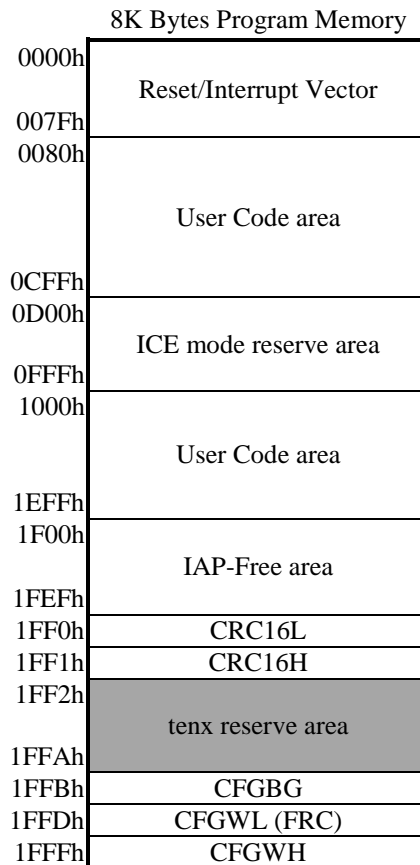 8K Bytes Program Memory
0000h
Reset/Interrupt Vector
007Fh
0080h
User Code area
0CFFh
0D00h
ICE mode reserve area
0FFFh
1000h
User Code area
1EFFh
1F00h
IAP-Free area
1FEFh
1FF0h CRC16L
1FF1h CRC16H
1FF2h
tenx reserve area
1FFAh
1FFBh CFGBG
1FFDh CFGWL (FRC)
1FFFh CFGWH